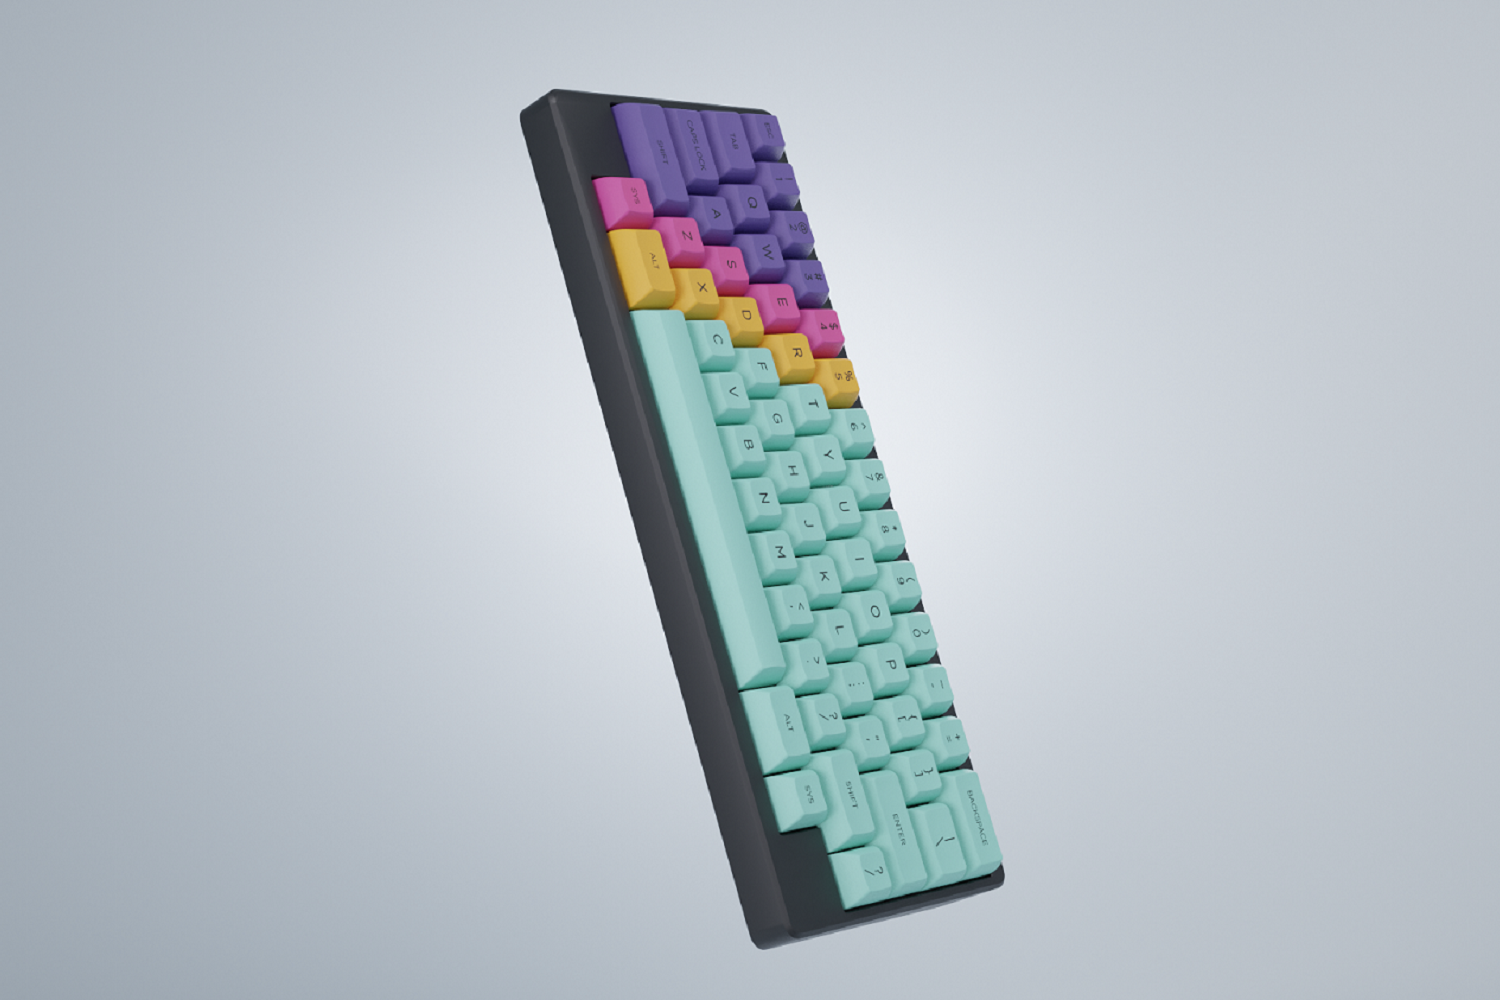 ESC ! 1 @ 2 # 3 $ 4 % 5 ^ 6 & 7 * 8 ( 9 ) 0 _ - + = BACKSPACE
TAB Q W E R T Y U I O P { [ } ] | \
CAPS LOCK A S D F G H J K L : ; " ' ENTER
SHIFT Z X C V B N M < , > . ? / SHIFT ? /
SYS ALT ALT SYS